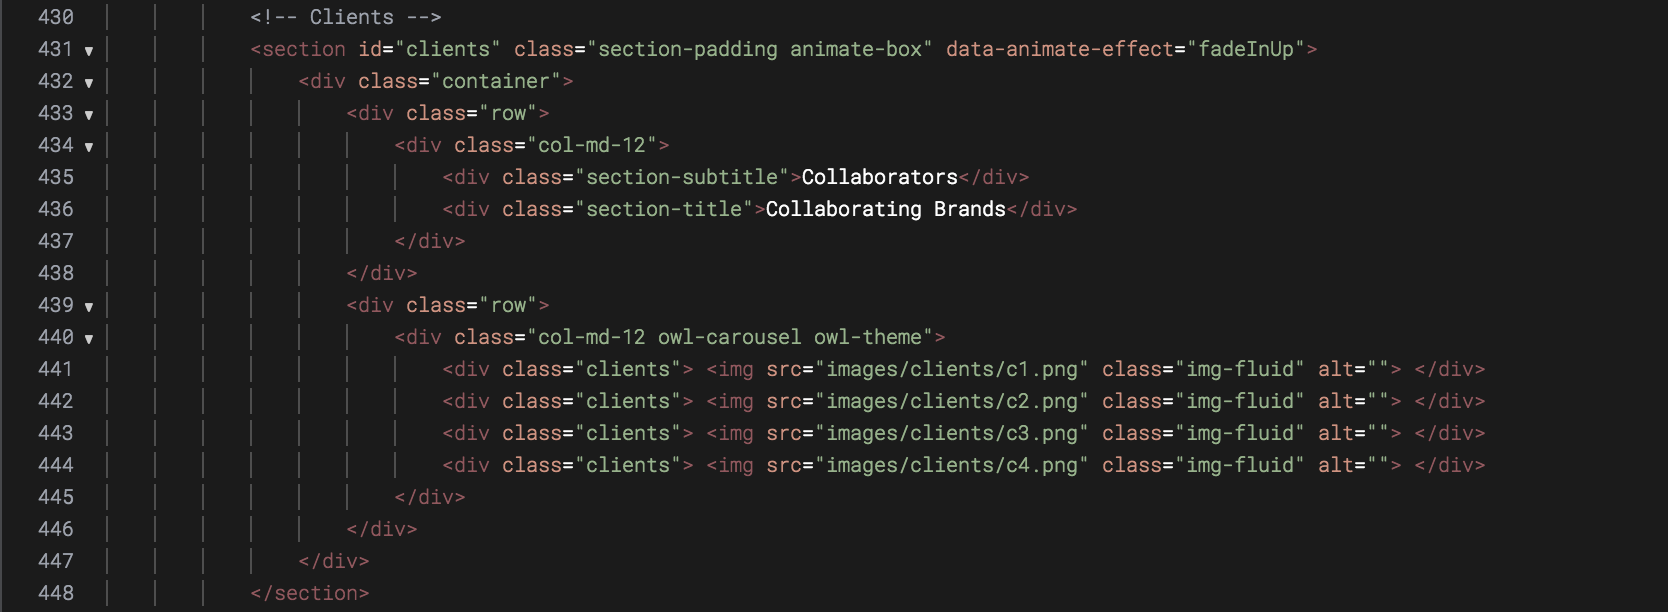 430 <!-- Clients -->
431 ▼ <section id="clients" class="section-padding animate-box" data-animate-effect="fadeInUp">
432 ▼ <div class="container">
433 ▼ <div class="row">
434 ▼ <div class="col-md-12">
435 <div class="section-subtitle">Collaborators</div>
436 <div class="section-title">Collaborating Brands</div>
437 </div>
438 </div>
439 ▼ <div class="row">
440 ▼ <div class="col-md-12 owl-carousel owl-theme">
441 <div class="clients"> <img src="images/clients/c1.png" class="img-fluid" alt=""> </div>
442 <div class="clients"> <img src="images/clients/c2.png" class="img-fluid" alt=""> </div>
443 <div class="clients"> <img src="images/clients/c3.png" class="img-fluid" alt=""> </div>
444 <div class="clients"> <img src="images/clients/c4.png" class="img-fluid" alt=""> </div>
445 </div>
446 </div>
447 </div>
448 </section>